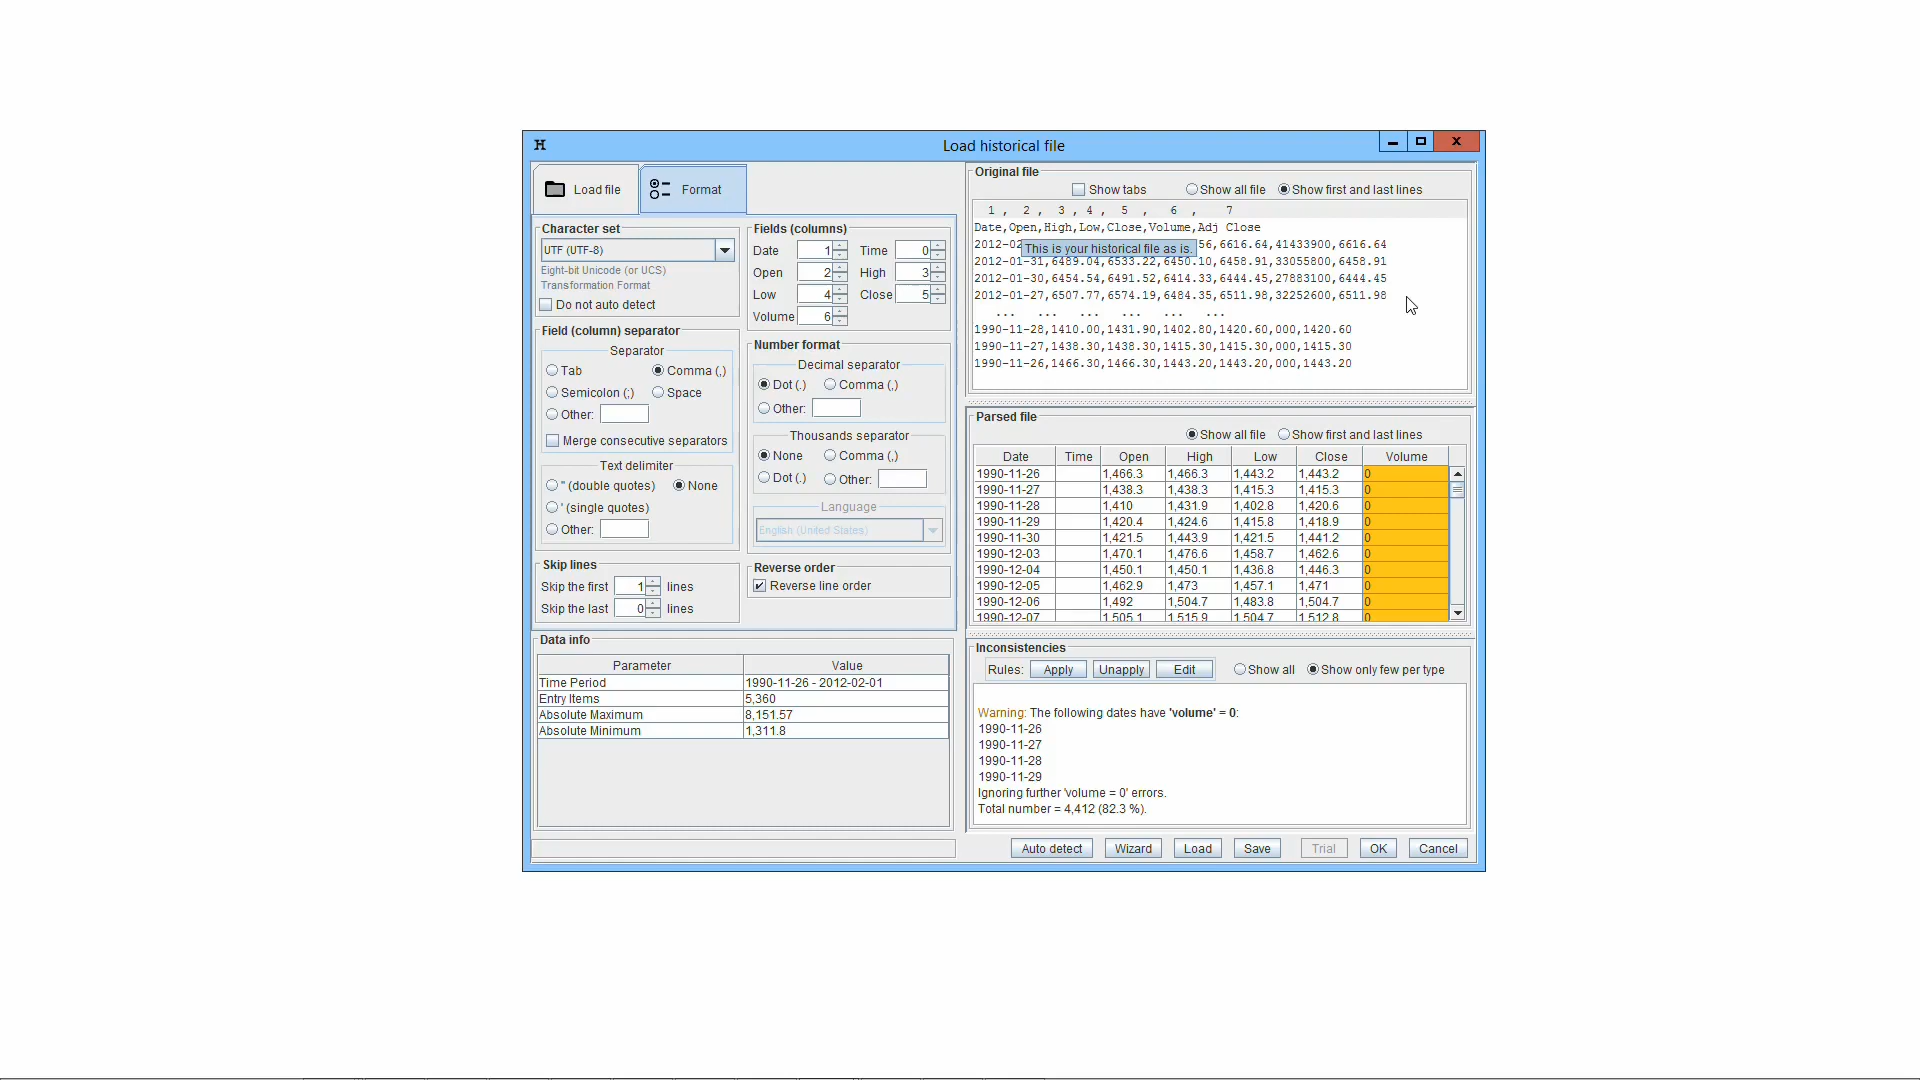 H
Load historical file
Load file
Format
Character set
UTF (UTF-8)
Eight-bit Unicode (or UCS)
Transformation Format
Do not auto detect
Field (column) separator
Separator
Tab
Comma (,)
Semicolon (;)
Space
Other:
Merge consecutive separators
Text delimiter
" (double quotes)
None
' (single quotes)
Other:
Skip lines
Skip the first 1 lines
Skip the last 0 lines
Fields (columns)
Date 1 Time 0
Open 2 High 3
Low 4 Close 5
Volume 6
Number format
Decimal separator
Dot (.)
Comma (,)
Other:
Thousands separator
None
Comma (,)
Dot (.)
Other:
Language
English (United States)
Reverse order
Reverse line order
Data info
Parameter Value
Time Period 1990-11-26 - 2012-02-01
Entry Items 5,360
Absolute Maximum 8,151.57
Absolute Minimum 1,311.8
Original file
Show tabs
Show all file
Show first and last lines
1 , 2 , 3 , 4 , 5 , 6 , 7
Date,Open,High,Low,Close,Volume,Adj Close
2012-02 56,6616.64,41433900,6616.64
This is your historical file as is.
2012-01-31,6489.04,6533.22,6450.10,6458.91,33055800,6458.91
2012-01-30,6454.54,6491.52,6414.33,6444.45,27883100,6444.45
2012-01-27,6507.77,6574.19,6484.35,6511.98,32252600,6511.98
... ... ... ... ... ...
1990-11-28,1410.00,1431.90,1402.80,1420.60,000,1420.60
1990-11-27,1438.30,1438.30,1415.30,1415.30,000,1415.30
1990-11-26,1466.30,1466.30,1443.20,1443.20,000,1443.20
Parsed file
Show all file
Show first and last lines
Date Time Open High Low Close Volume
1990-11-26 1,466.3 1,466.3 1,443.2 1,443.2 0
1990-11-27 1,438.3 1,438.3 1,415.3 1,415.3 0
1990-11-28 1,410 1,431.9 1,402.8 1,420.6 0
1990-11-29 1,420.4 1,424.6 1,415.8 1,418.9 0
1990-11-30 1,421.5 1,443.9 1,421.5 1,441.2 0
1990-12-03 1,470.1 1,476.6 1,458.7 1,462.6 0
1990-12-04 1,450.1 1,450.1 1,436.8 1,446.3 0
1990-12-05 1,462.9 1,473 1,457.1 1,471 0
1990-12-06 1,492 1,504.7 1,483.8 1,504.7 0
1990-12-07 1,505.1 1,515.9 1,504.7 1,512.8 0
Inconsistencies
Rules: Apply Unapply Edit
Show all
Show only few per type
Warning: The following dates have 'volume' = 0:
1990-11-26
1990-11-27
1990-11-28
1990-11-29
Ignoring further 'volume = 0' errors.
Total number = 4,412 (82.3 %).
Auto detect
Wizard
Load
Save
Trial
OK
Cancel